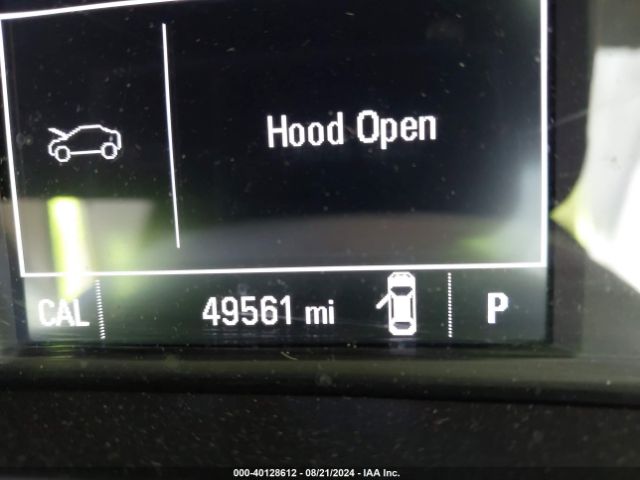 Hood Open
CAL 49561 mi P
000-40128612 - 08/21/2024 - IAA Inc.